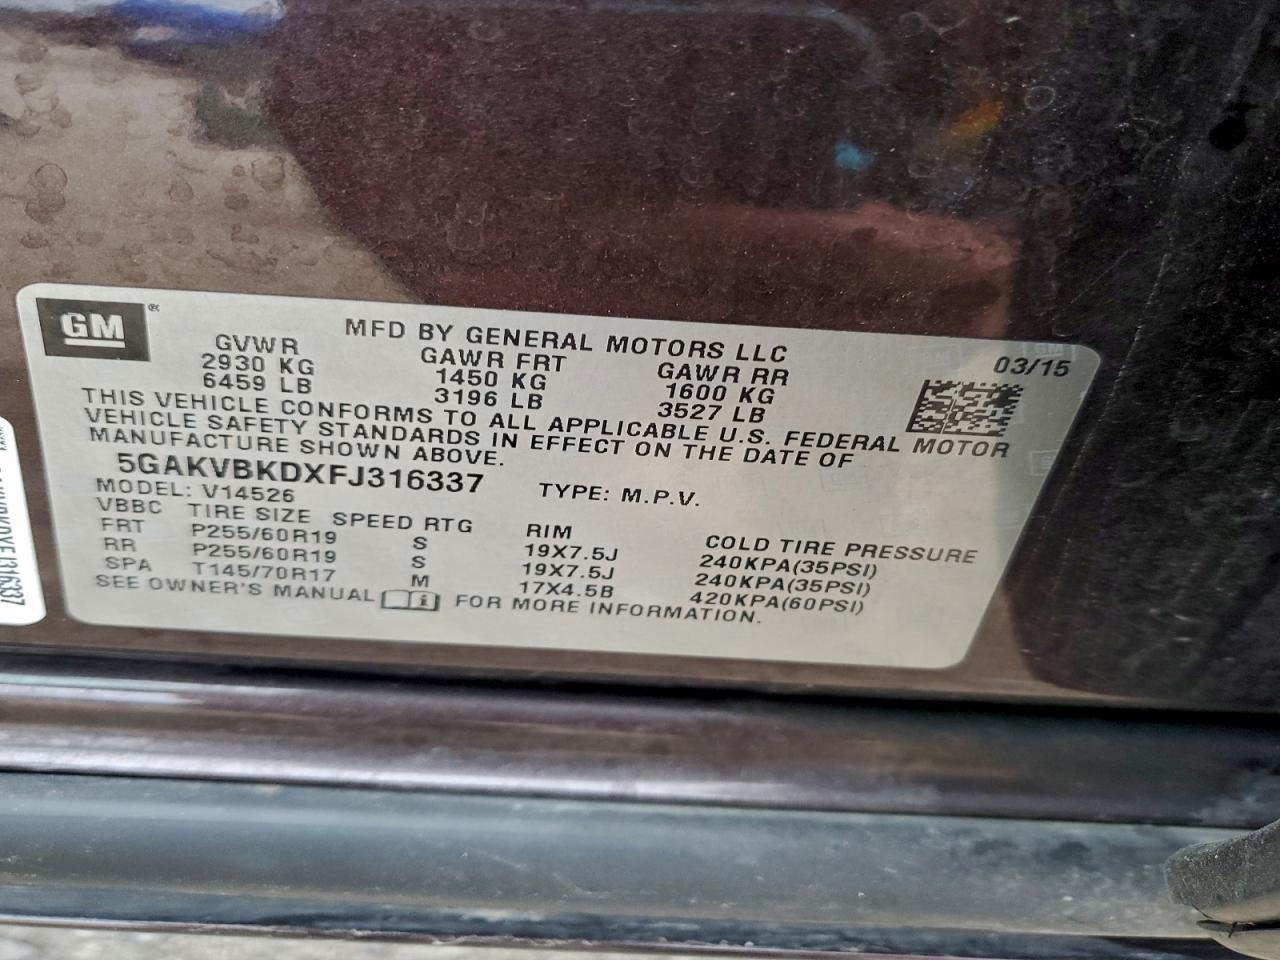 GM®
MFD BY GENERAL MOTORS LLC
03/15
GVWR GAWR FRT GAWR RR
2930 KG 1450 KG 1600 KG
6459 LB 3196 LB 3527 LB
THIS VEHICLE CONFORMS TO ALL APPLICABLE U.S. FEDERAL MOTOR
VEHICLE SAFETY STANDARDS IN EFFECT ON THE DATE OF
MANUFACTURE SHOWN ABOVE.
5GAKVBKDXFJ316337 TYPE: M.P.V.
MODEL: V14526
VBBC TIRE SIZE SPEED RTG RIM COLD TIRE PRESSURE
FRT P255/60R19 S 19X7.5J 240KPA(35PSI)
RR P255/60R19 S 19X7.5J 240KPA(35PSI)
SPA T145/70R17 M 17X4.5B 420KPA(60PSI)
SEE OWNER'S MANUAL FOR MORE INFORMATION.